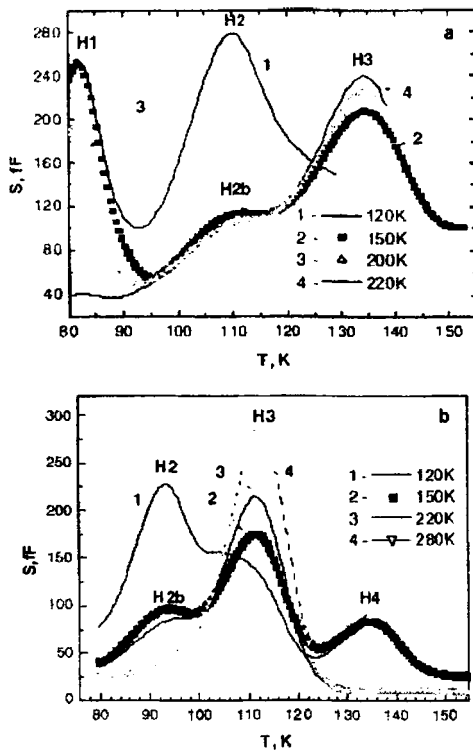 H1
H2
a
1
H3
3
4
2
H2b
1 - 120K
2 150K
3 200K
4 - 220K
S, fF
280
240
200
160
120
80
40
80 90 100 110 120 130 140 150
T, K
b
H3
H2
3
4
1
2
1 - 120K
2 - 150K
3 220K
4 - 280K
H2b
H4
S, fF
300
250
200
150
100
50
0
80 90 100 110 120 130 140 150
T, K